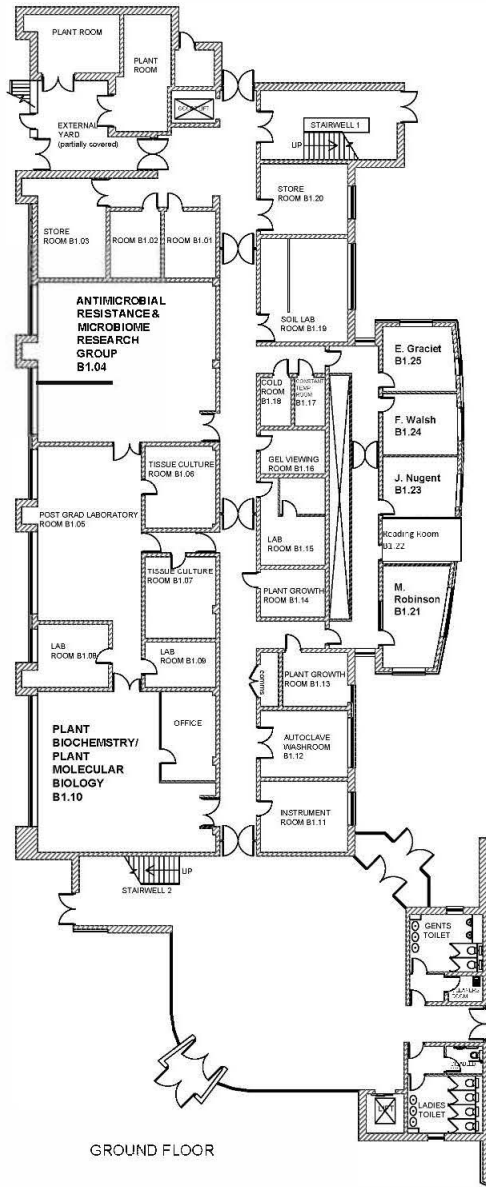 PLANT ROOM
PLANT
ROOM
EXTERNAL
YARD
(partially covered)
STAIRWELL 1
UP
STORE
ROOM B1.20
STORE
ROOM B1.03
ROOM B1.02
ROOM B1.01
SOIL LAB
ROOM B1.19
ANTIMICROBIAL
RESISTANCE &
MICROBIOME
RESEARCH
GROUP
B1.04
E. Graciet
B1.25
COLD
ROOM
B1.18
CONSTANT
TEMP
ROOM
B1.17
F. Walsh
B1.24
GEL VIEWING
ROOM B1.16
TISSUE CULTURE
ROOM B1.06
J. Nugent
B1.23
POST GRAD LABORATORY
ROOM B1.05
LAB
ROOM B1.15
Reading Room
B1.22
TISSUE CULTURE
ROOM B1.07
PLANT GROWTH
ROOM B1.14
M.
Robinson
B1.21
LAB
ROOM B1.08
LAB
ROOM B1.09
PLANT GROWTH
ROOM B1.13
comms
PLANT
BIOCHEMISTRY/
PLANT
MOLECULAR
BIOLOGY
B1.10
OFFICE
AUTOCLAVE
WASHROOM
B1.12
INSTRUMENT
ROOM B1.11
UP
STAIRWELL 2
GENTS
TOILET
ROOM
LIFT
LADIES
TOILET
GROUND FLOOR